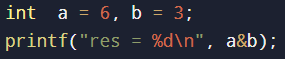 int  a = 6, b = 3;
printf("res = %d\n", a&b);